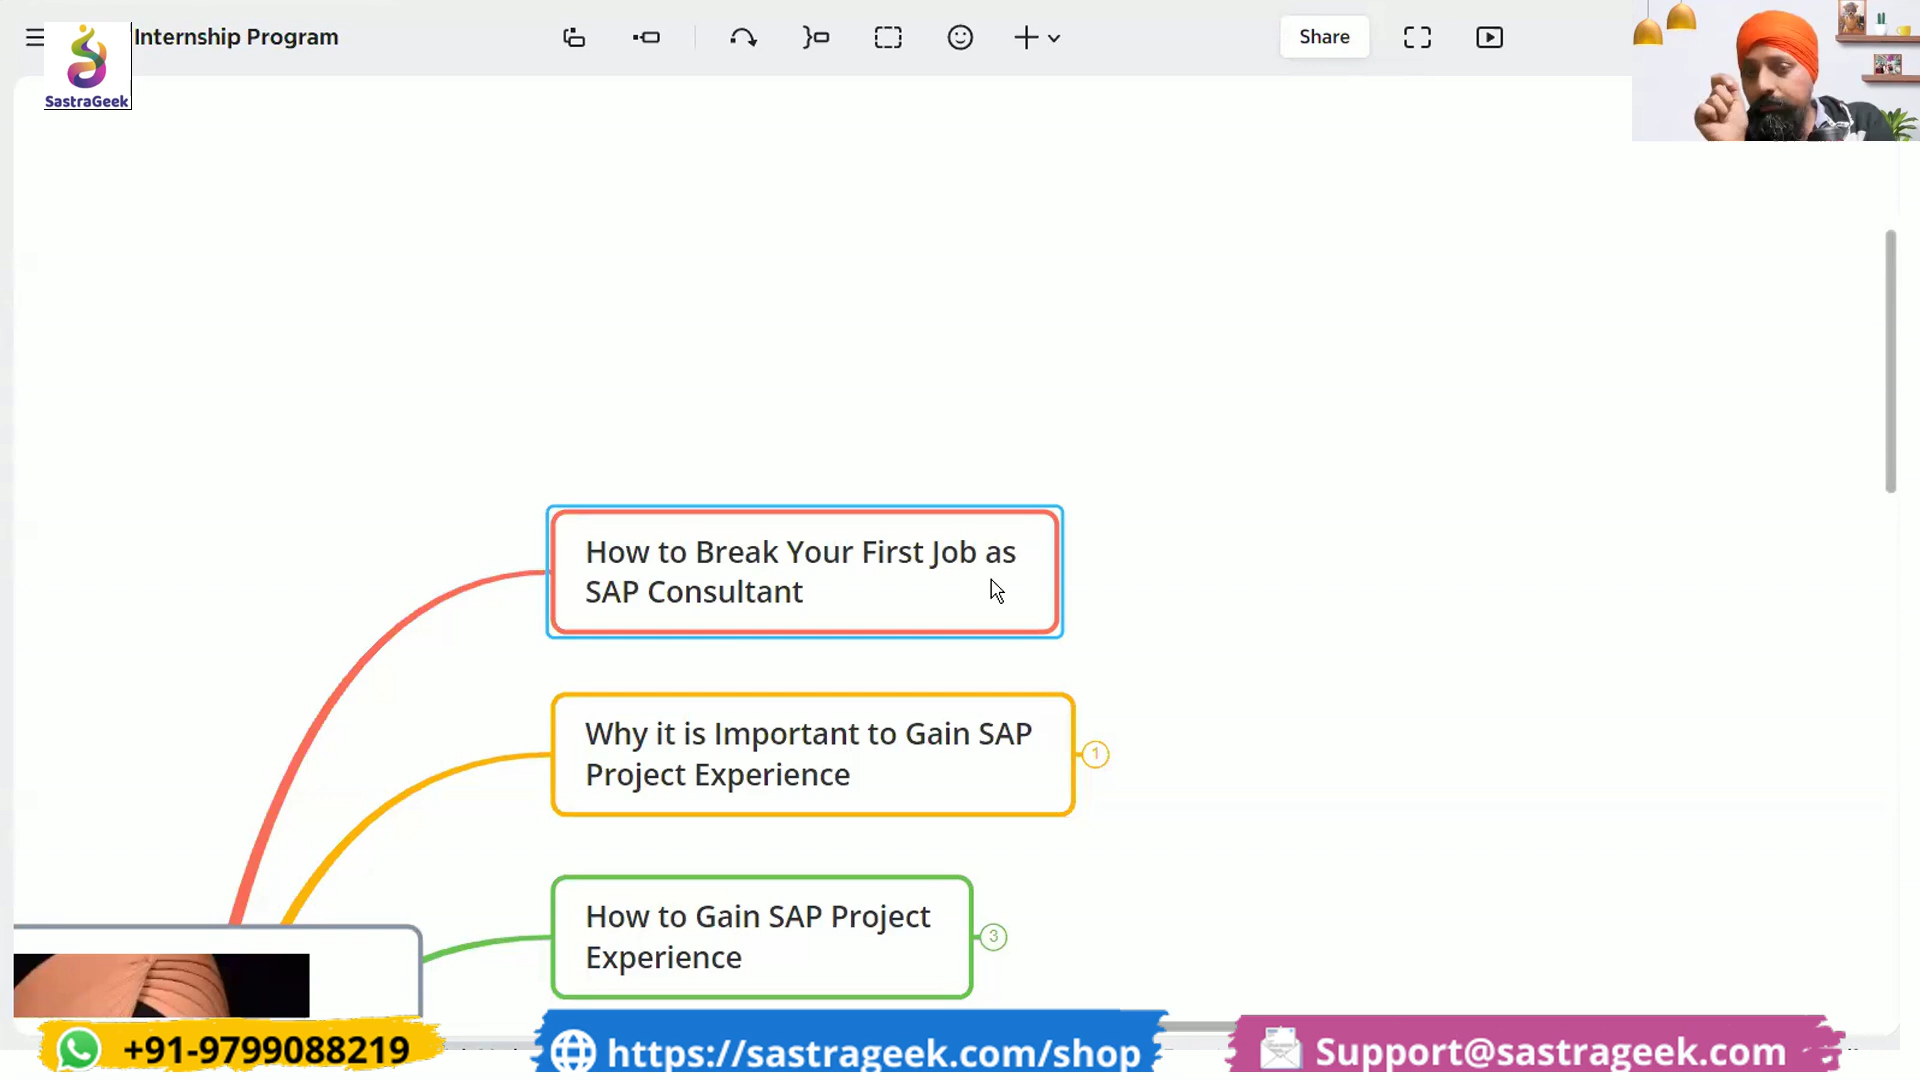 Internship Program
Share
SastraGeek
How to Break Your First Job as
SAP Consultant
Why it is Important to Gain SAP
Project Experience
1
How to Gain SAP Project
Experience
3
+91-9799088219
https://sastrageek.com/shop
Support@sastrageek.com